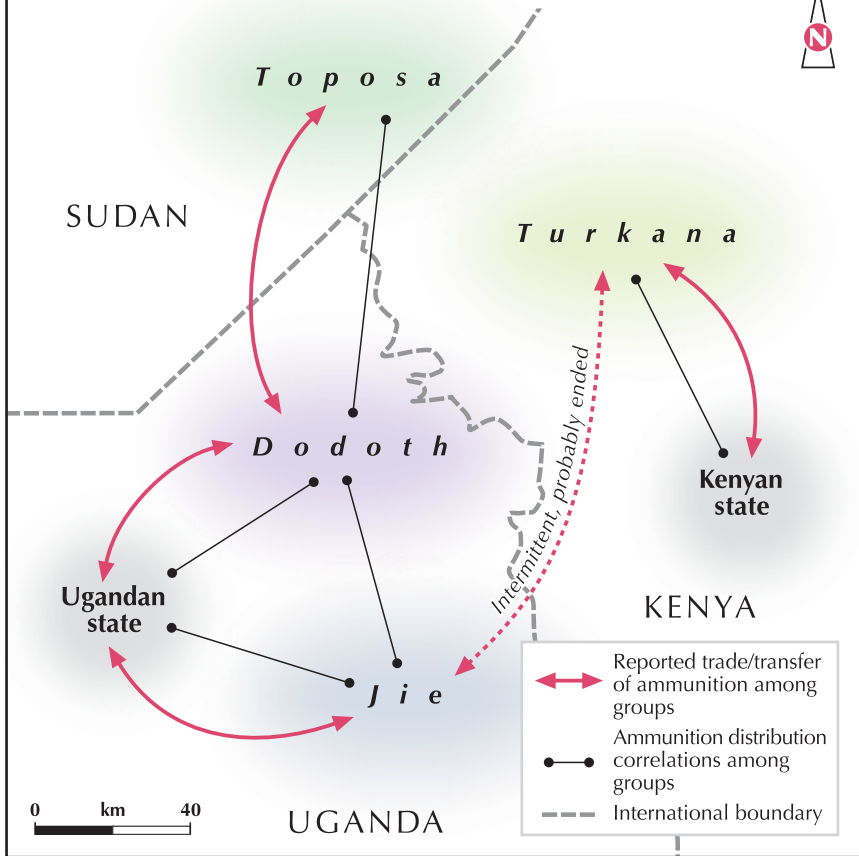 N
Toposa
SUDAN
Turkana
Intermittent, probably ended
Dodoth
Kenyan
state
Ugandan
state
KENYA
Jie
Reported trade/transfer
of ammunition among
groups
Ammunition distribution
correlations among
groups
International boundary
0 km 40
UGANDA